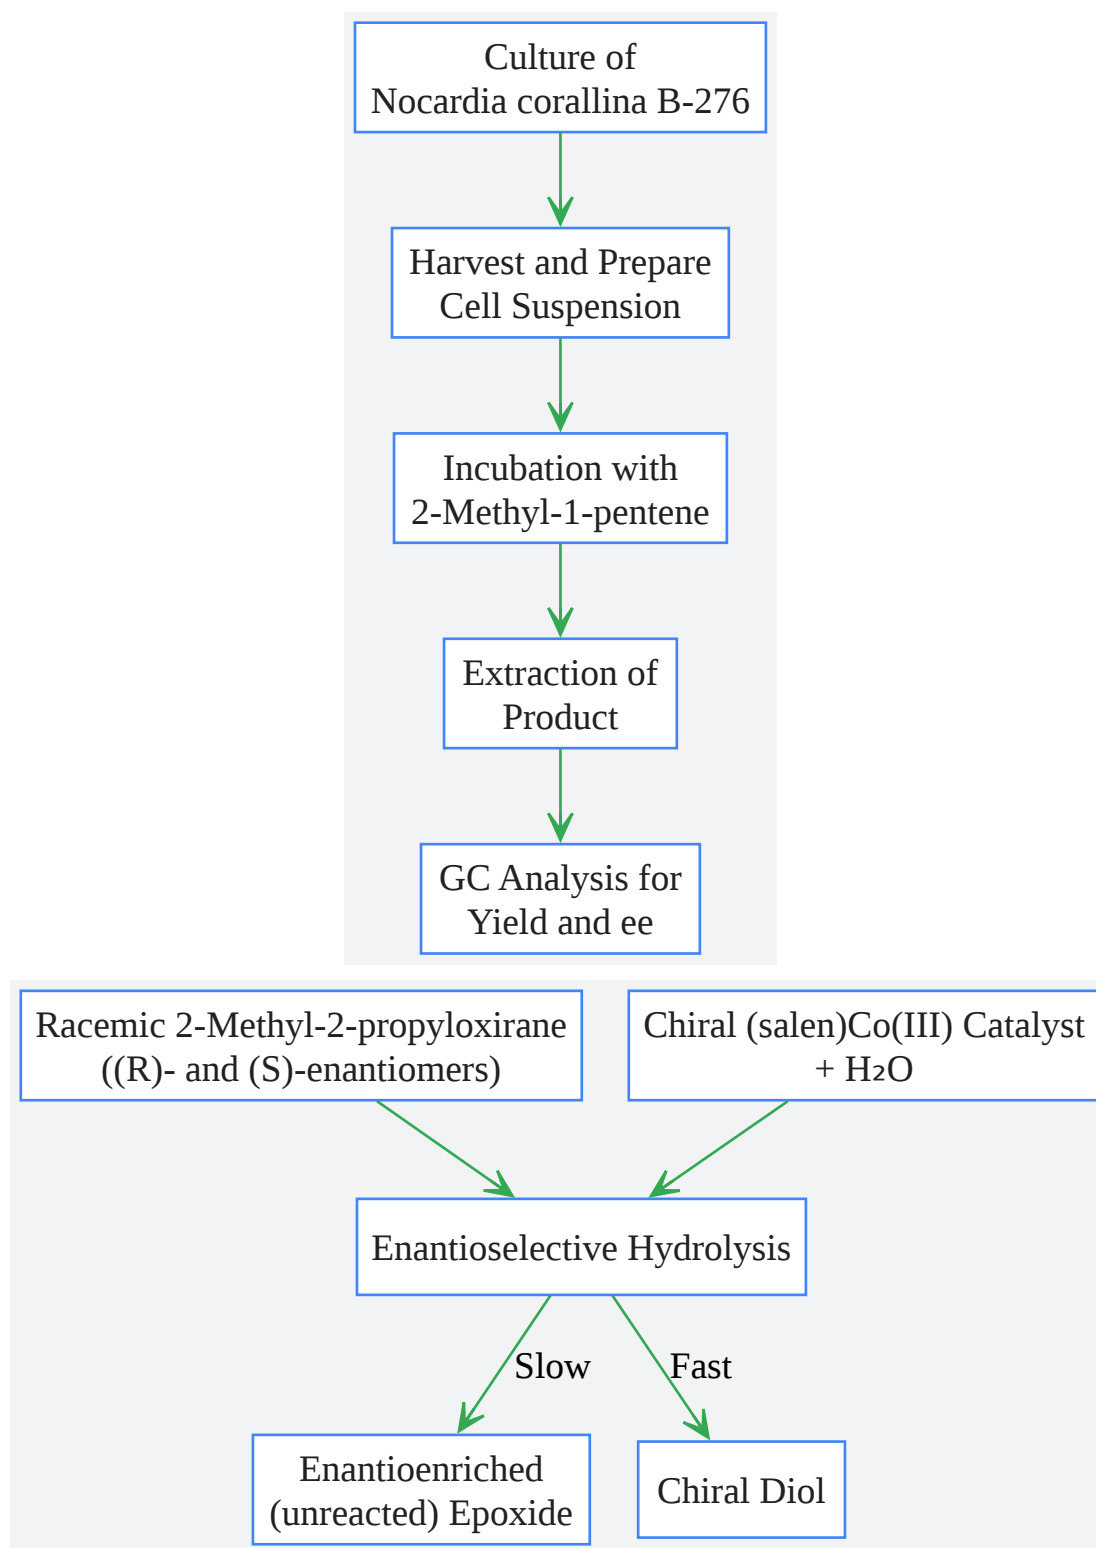 Culture of
Nocardia corallina B-276
Harvest and Prepare
Cell Suspension
Incubation with
2-Methyl-1-pentene
Extraction of
Product
GC Analysis for
Yield and ee
Racemic 2-Methyl-2-propyloxirane
((R)- and (S)-enantiomers)
Chiral (salen)Co(III) Catalyst
+ H₂O
Enantioselective Hydrolysis
Slow
Fast
Enantioenriched
(unreacted) Epoxide
Chiral Diol